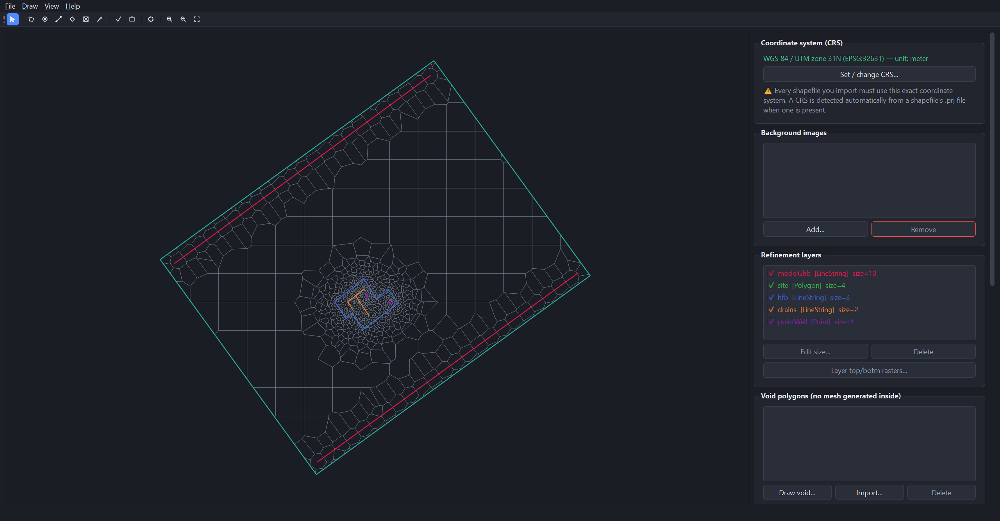 File Draw View Help
Coordinate system (CRS)
WGS 84 / UTM zone 31N (EPSG:32631) — unit: meter
Set / change CRS...
⚠ Every shapefile you import must use this exact coordinate
system. A CRS is detected automatically from a shapefile's .prj file
when one is present.
Background images
Add...
Remove
Refinement layers
modelGhb [LineString] size=10
site [Polygon] size=4
hfb [LineString] size=3
drains [LineString] size=2
pointWell [Point] size=1
Edit size...
Delete
Layer top/botm rasters...
Void polygons (no mesh generated inside)
Draw void...
Import...
Delete